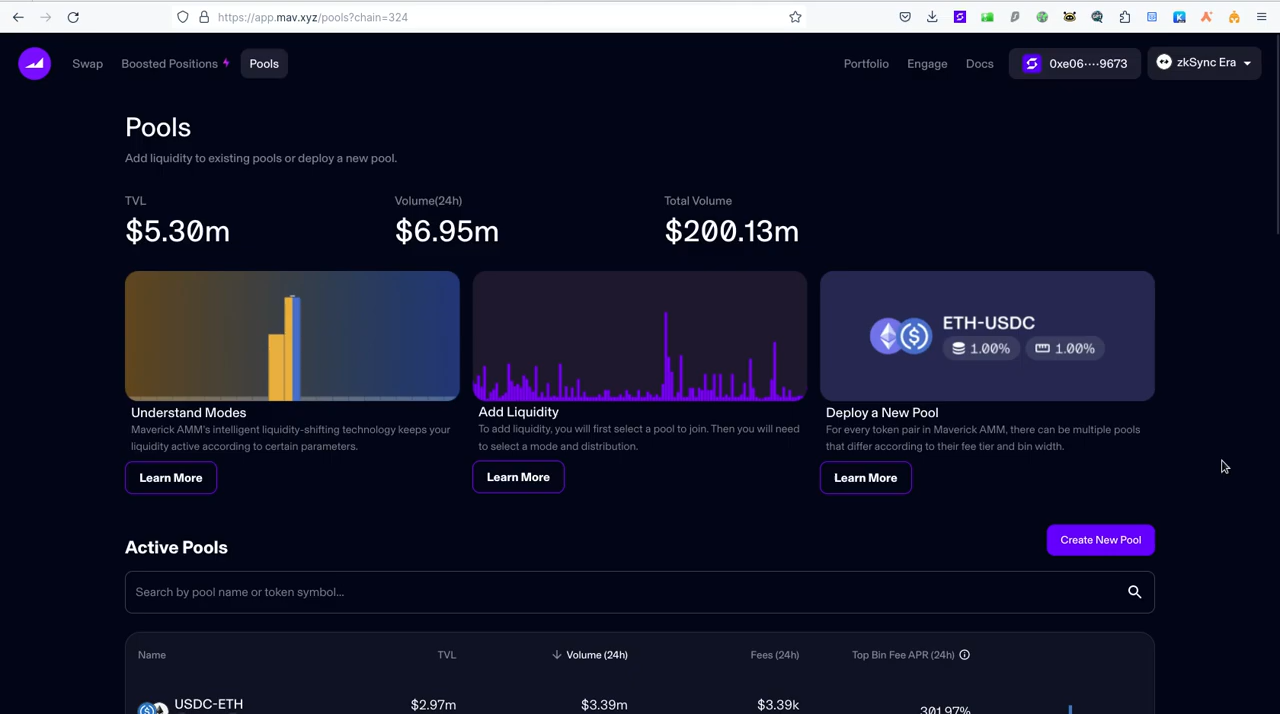 https://app.mav.xyz/pools?chain=324
Swap
Boosted Positions
Pools
Portfolio
Engage
Docs
0xe06····9673
zkSync Era
Pools
Add liquidity to existing pools or deploy a new pool.
TVL
Volume(24h)
Total Volume
$5.30m
$6.95m
$200.13m
ETH-USDC
1.00%
1.00%
Understand Modes
Maverick AMM's intelligent liquidity-shifting technology keeps your
liquidity active according to certain parameters.
Learn More
Add Liquidity
To add liquidity, you will first select a pool to join. Then you will need
to select a mode and distribution.
Learn More
Deploy a New Pool
For every token pair in Maverick AMM, there can be multiple pools
that differ according to their fee tier and bin width.
Learn More
Active Pools
Create New Pool
Search by pool name or token symbol...
Name
TVL
Volume (24h)
Fees (24h)
Top Bin Fee APR (24h)
USDC-ETH
$2.97m
$3.39m
$3.39k
301.97%